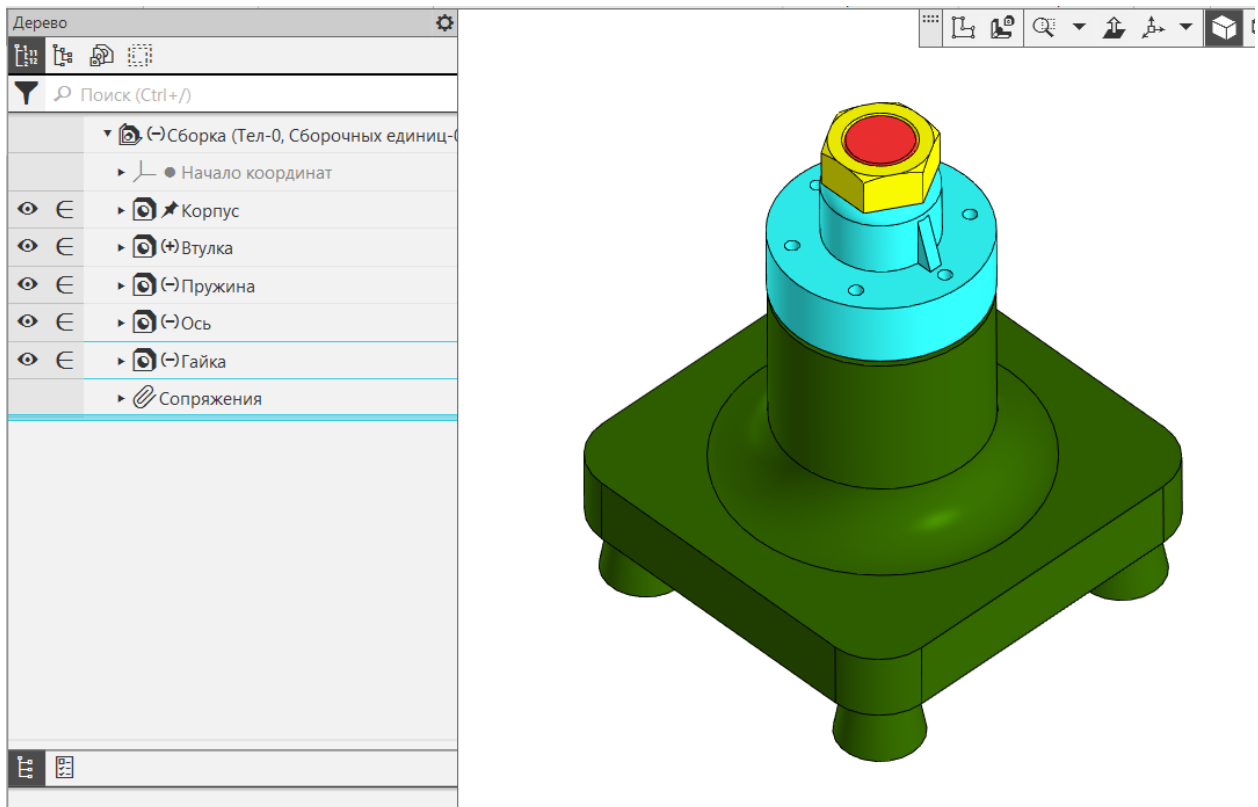 Дерево
Поиск (Ctrl+/)
(-)Сборка (Тел-0, Сборочных единиц-
Начало координат
Корпус
(+)Втулка
(-)Пружина
(-)Ось
(-)Гайка
Сопряжения